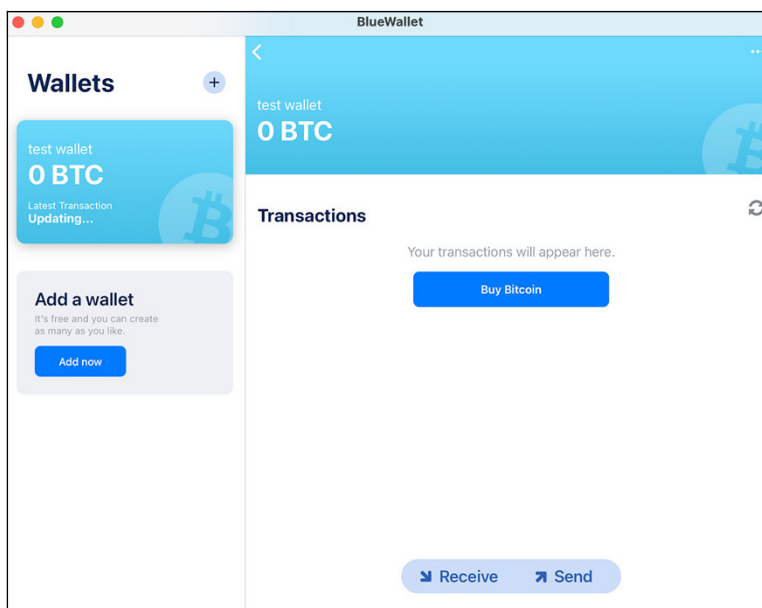 BlueWallet
Wallets
+
test wallet
0 BTC
Latest Transaction
Updating...
Add a wallet
It's free and you can create
as many as you like.
Add now
test wallet
0 BTC
Transactions
Your transactions will appear here.
Buy Bitcoin
Receive
Send